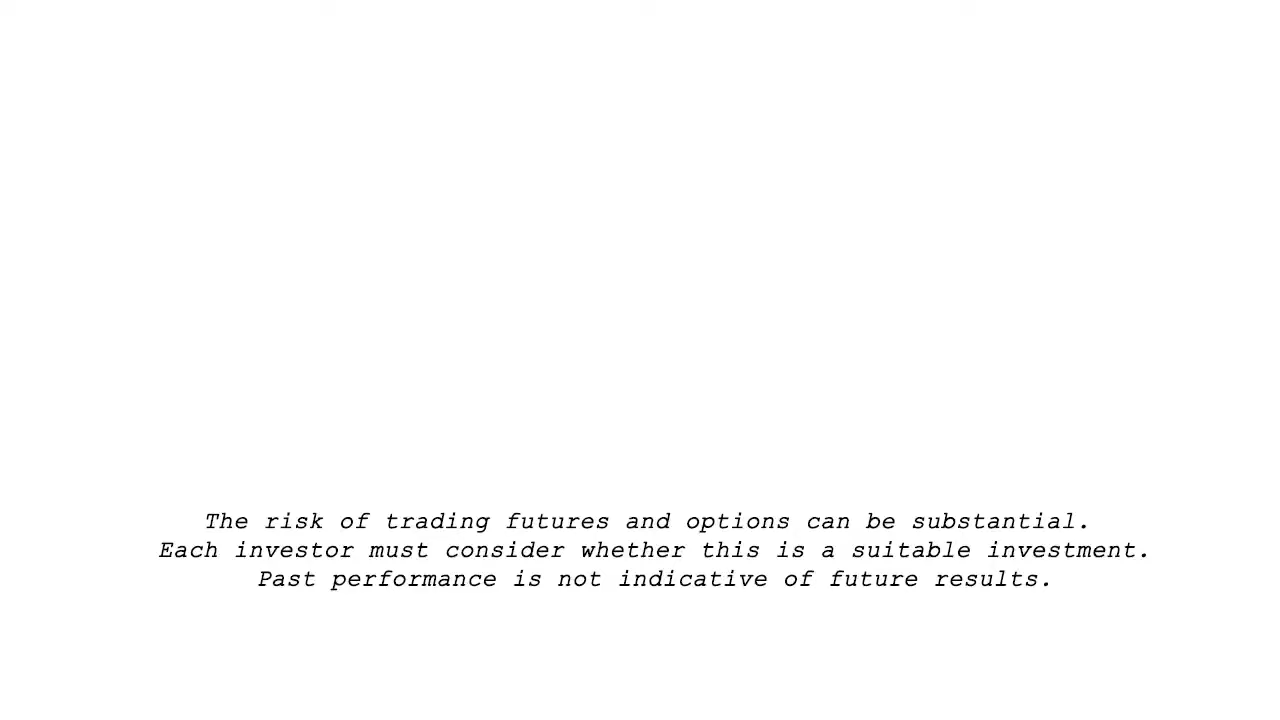 The risk of trading futures and options can be substantial.
Each investor must consider whether this is a suitable investment.
Past performance is not indicative of future results.